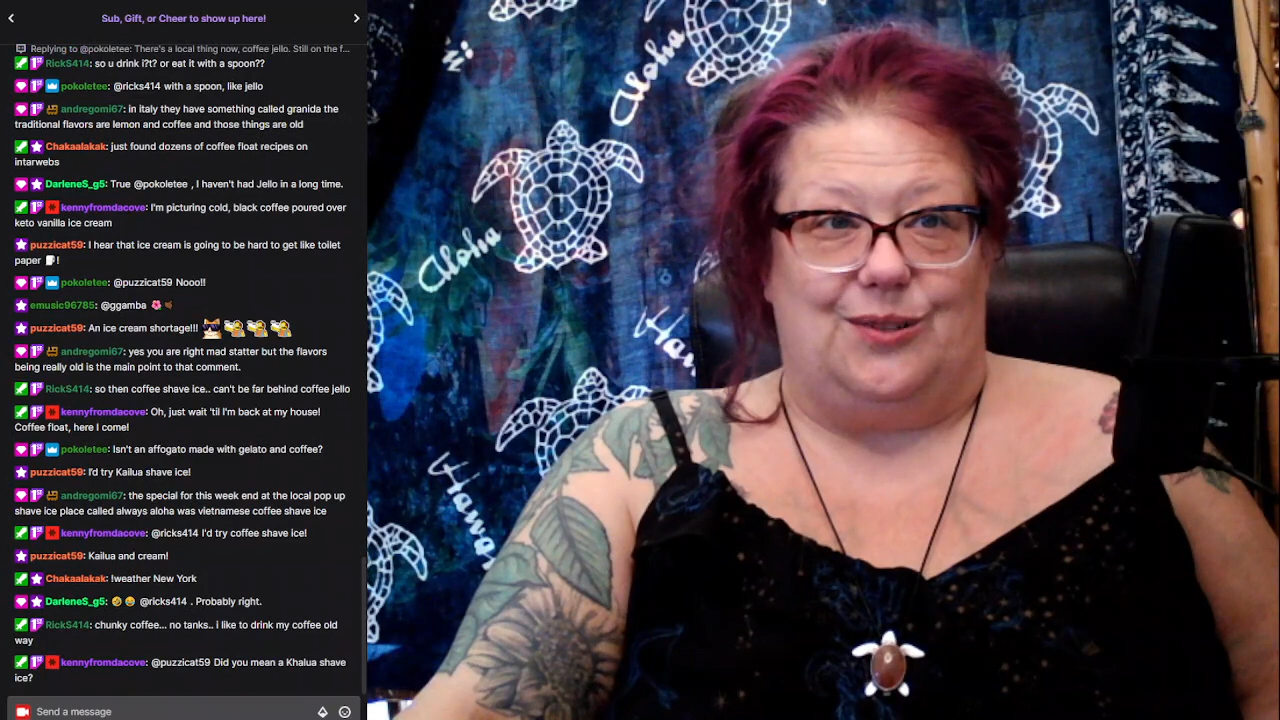 Sub, Gift, or Cheer to show up here!
Replying to @pokoletee: There's a local thing now, coffee jello. Still on the f...
RickS414: so u drink i?t? or eat it with a spoon??
pokoletee: @ricks414 with a spoon, like jello
andregomi67: in italy they have something called granida the
traditional flavors are lemon and coffee and those things are old
Chakaalakak: just found dozens of coffee float recipes on
intarwebs
DarleneS_g5: True @pokoletee , I haven't had Jello in a long time.
kennyfromdacove: I'm picturing cold, black coffee poured over
keto vanilla ice cream
puzzicat59: I hear that ice cream is going to be hard to get like toilet
paper 🧻!
pokoletee: @puzzicat59 Nooo!!
emusic96785: @ggamba 🌺
puzzicat59: An ice cream shortage!!!
andregomi67: yes you are right mad statter but the flavors
being really old is the main point to that comment.
RickS414: so then coffee shave ice.. can't be far behind coffee jello
kennyfromdacove: Oh, just wait 'til I'm back at my house!
Coffee float, here I come!
pokoletee: Isn't an affogato made with gelato and coffee?
puzzicat59: I'd try Kailua shave ice!
andregomi67: the special for this week end at the local pop up
shave ice place called always aloha was vietnamese coffee shave ice
kennyfromdacove: @ricks414 I'd try coffee shave ice!
puzzicat59: Kailua and cream!
Chakaalakak: !weather New York
DarleneS_g5: 🤣 😂 @ricks414 . Probably right.
RickS414: chunky coffee... no tanks.. i like to drink my coffee old
way
kennyfromdacove: @puzzicat59 Did you mean a Khalua shave
ice?
Send a message
Aloha
Aloha